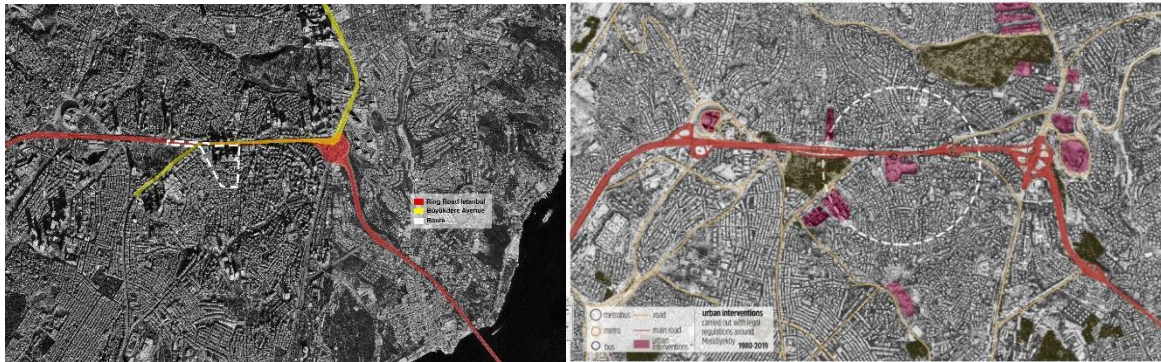 Ring Road Istanbul
Büyükdere Avenue
Route
metrobus
metro
bus
road
main road
urban
interventions
urban interventions
carried out with legal
regulations around
Mecidiyeköy 1980-2019